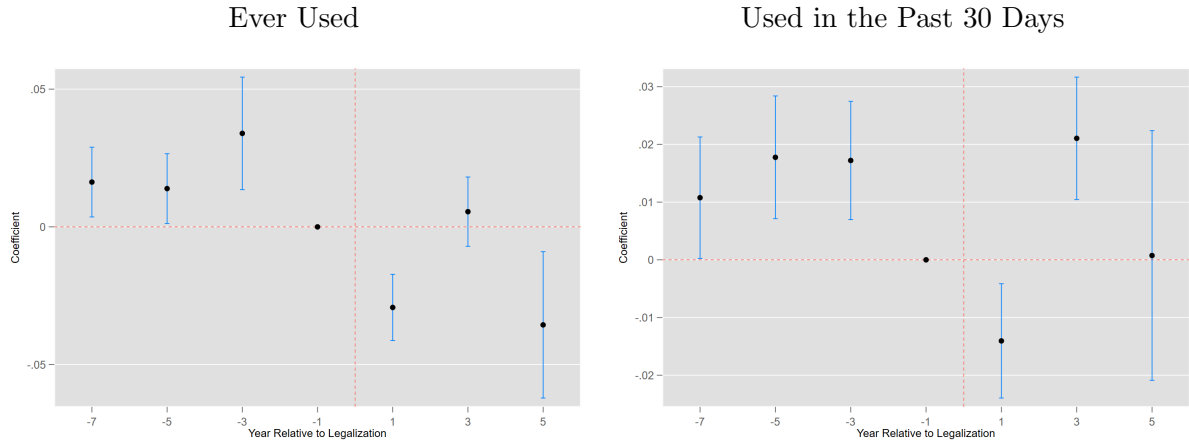 Ever Used
.05
0
-.05
Coefficient
-7 -5 -3 -1 1 3 5
Year Relative to Legalization
Used in the Past 30 Days
.03
.02
.01
0
-.01
-.02
Coefficient
-7 -5 -3 -1 1 3 5
Year Relative to Legalization